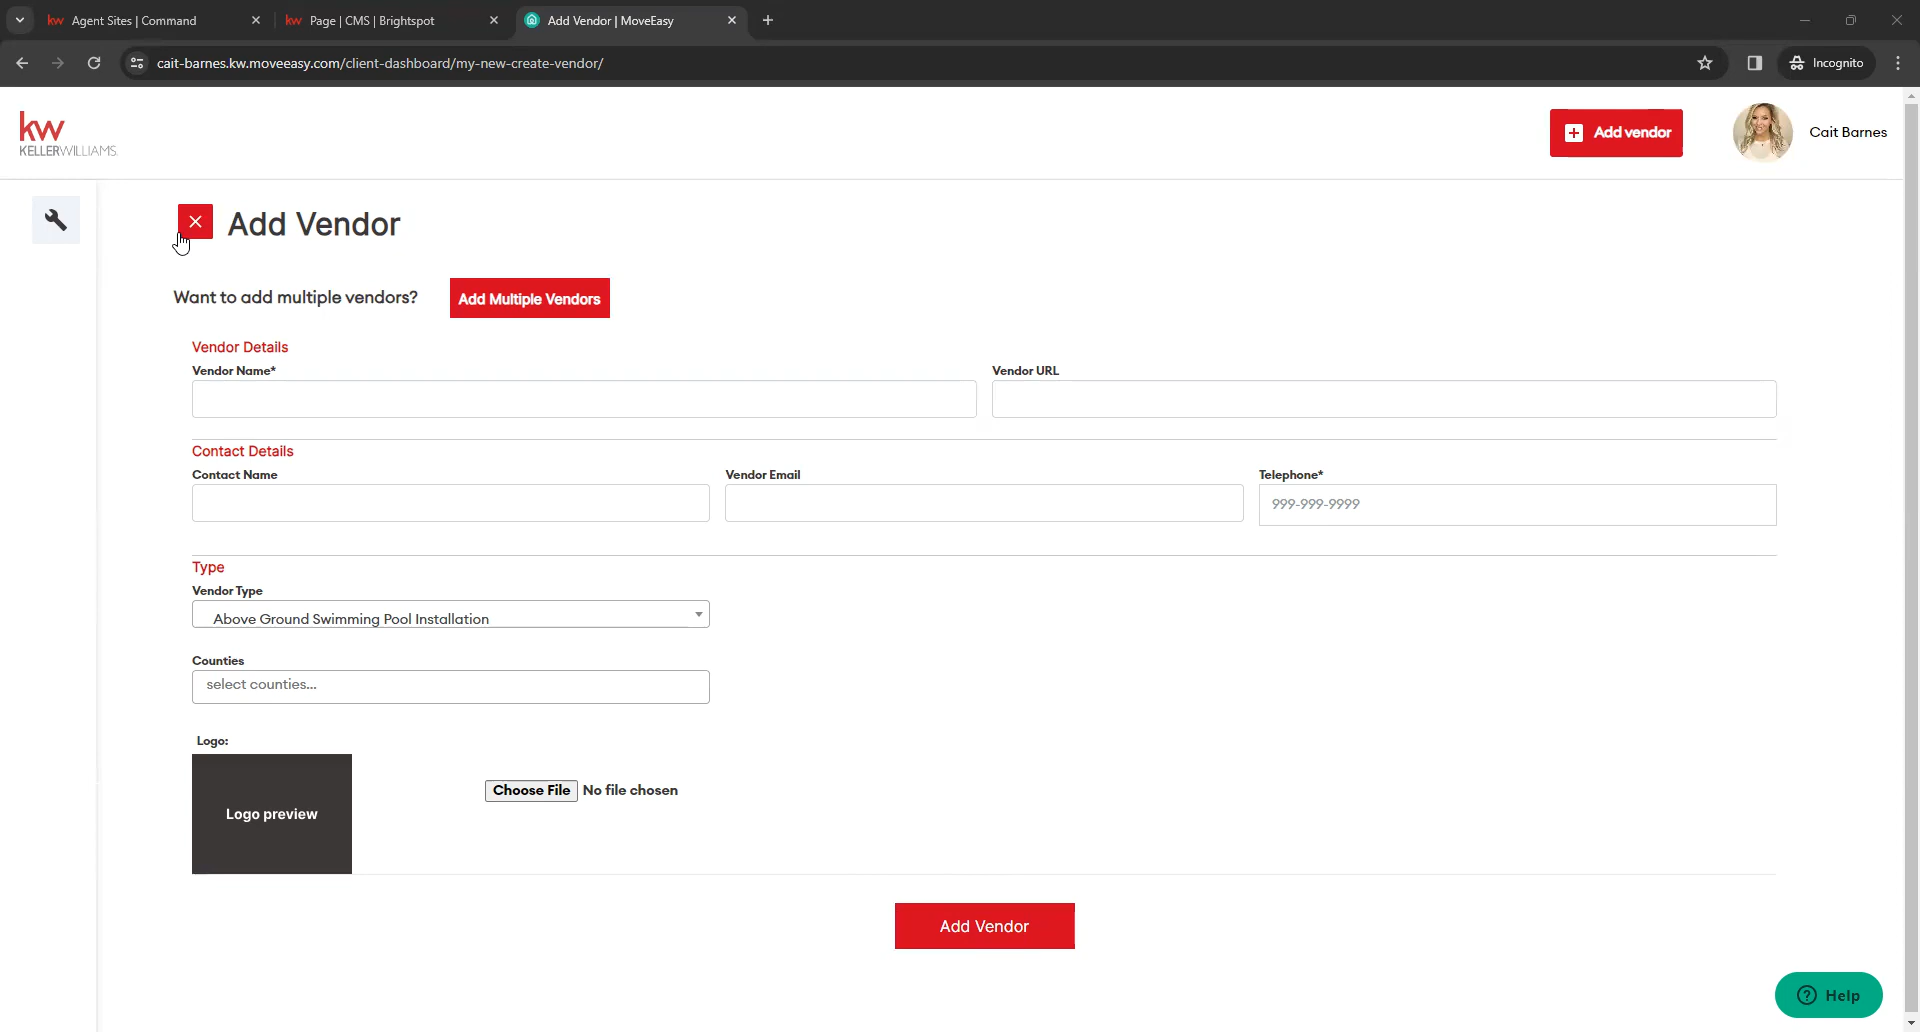 Agent Sites | Command
Page | CMS | Brightspot
Add Vendor | MoveEasy
cait-barnes.kw.moveeasy.com/client-dashboard/my-new-create-vendor/
Incognito
kw
KELLERWILLIAMS.
Add vendor
Cait Barnes
Add Vendor
Want to add multiple vendors?
Add Multiple Vendors
Vendor Details
Vendor Name*
Vendor URL
Contact Details
Contact Name
Vendor Email
Telephone*
999-999-9999
Type
Vendor Type
Above Ground Swimming Pool Installation
Counties
select counties...
Logo:
Logo preview
Choose File No file chosen
Add Vendor
Help